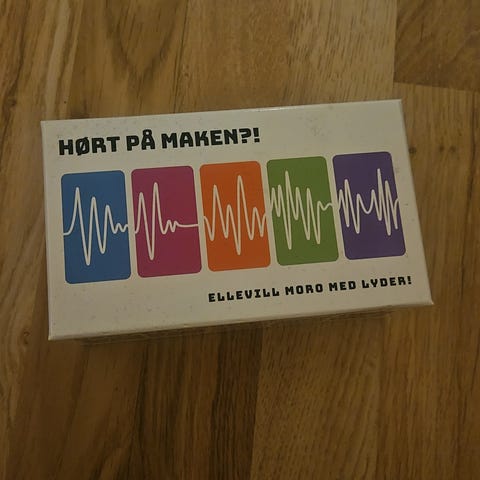 HØRT PÅ MAKEN?!
ELLEVILL MORO MED LYDER!